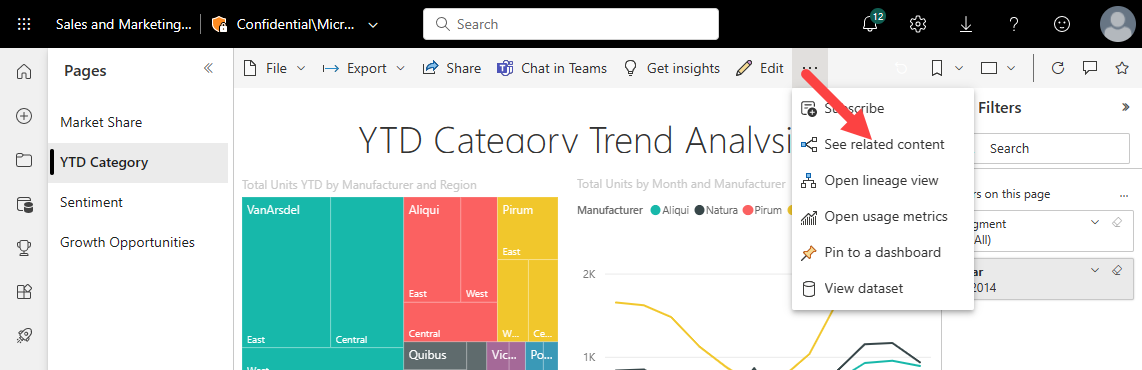 Sales and Marketing... Confidential\Micr... Search 12
Pages
File Export Share Chat in Teams Get insights Edit ...
Market Share
YTD Category
Sentiment
Growth Opportunities
YTD Category Trend Analysi
Subscribe
See related content
Open lineage view
Open usage metrics
Pin to a dashboard
View dataset
Filters
Search
rs on this page ...
gment
All)
ar
2014
Total Units YTD by Manufacturer and Region
VanArsdel Aliqui Pirum
East
East West
Central
East Central W... Ce...
West Quibus Vic... Po...
Total Units by Month and Manufacturer
Manufacturer Aliqui Natura Pirum
2K
1K